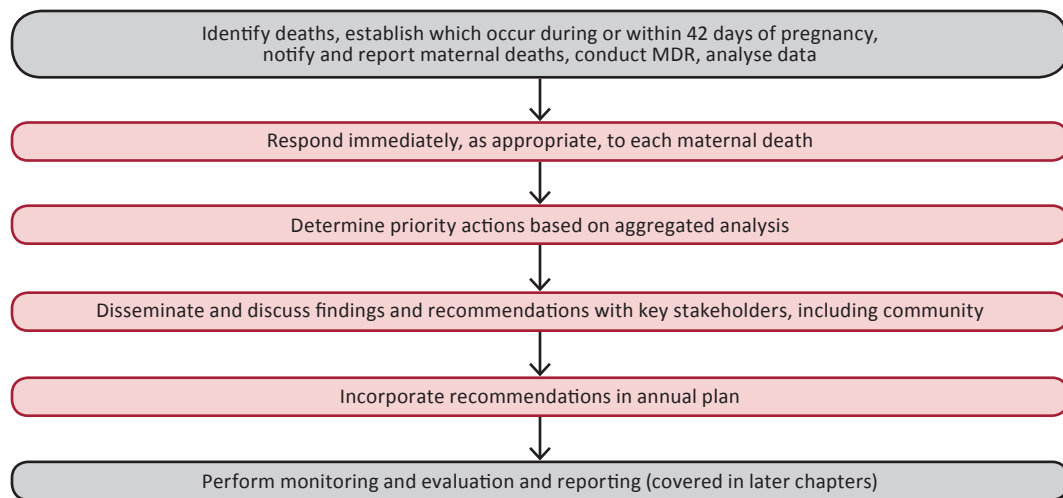 Identify deaths, establish which occur during or within 42 days of pregnancy,
notify and report maternal deaths, conduct MDR, analyse data
Respond immediately, as appropriate, to each maternal death
Determine priority actions based on aggregated analysis
Disseminate and discuss findings and recommendations with key stakeholders, including community
Incorporate recommendations in annual plan
Perform monitoring and evaluation and reporting (covered in later chapters)